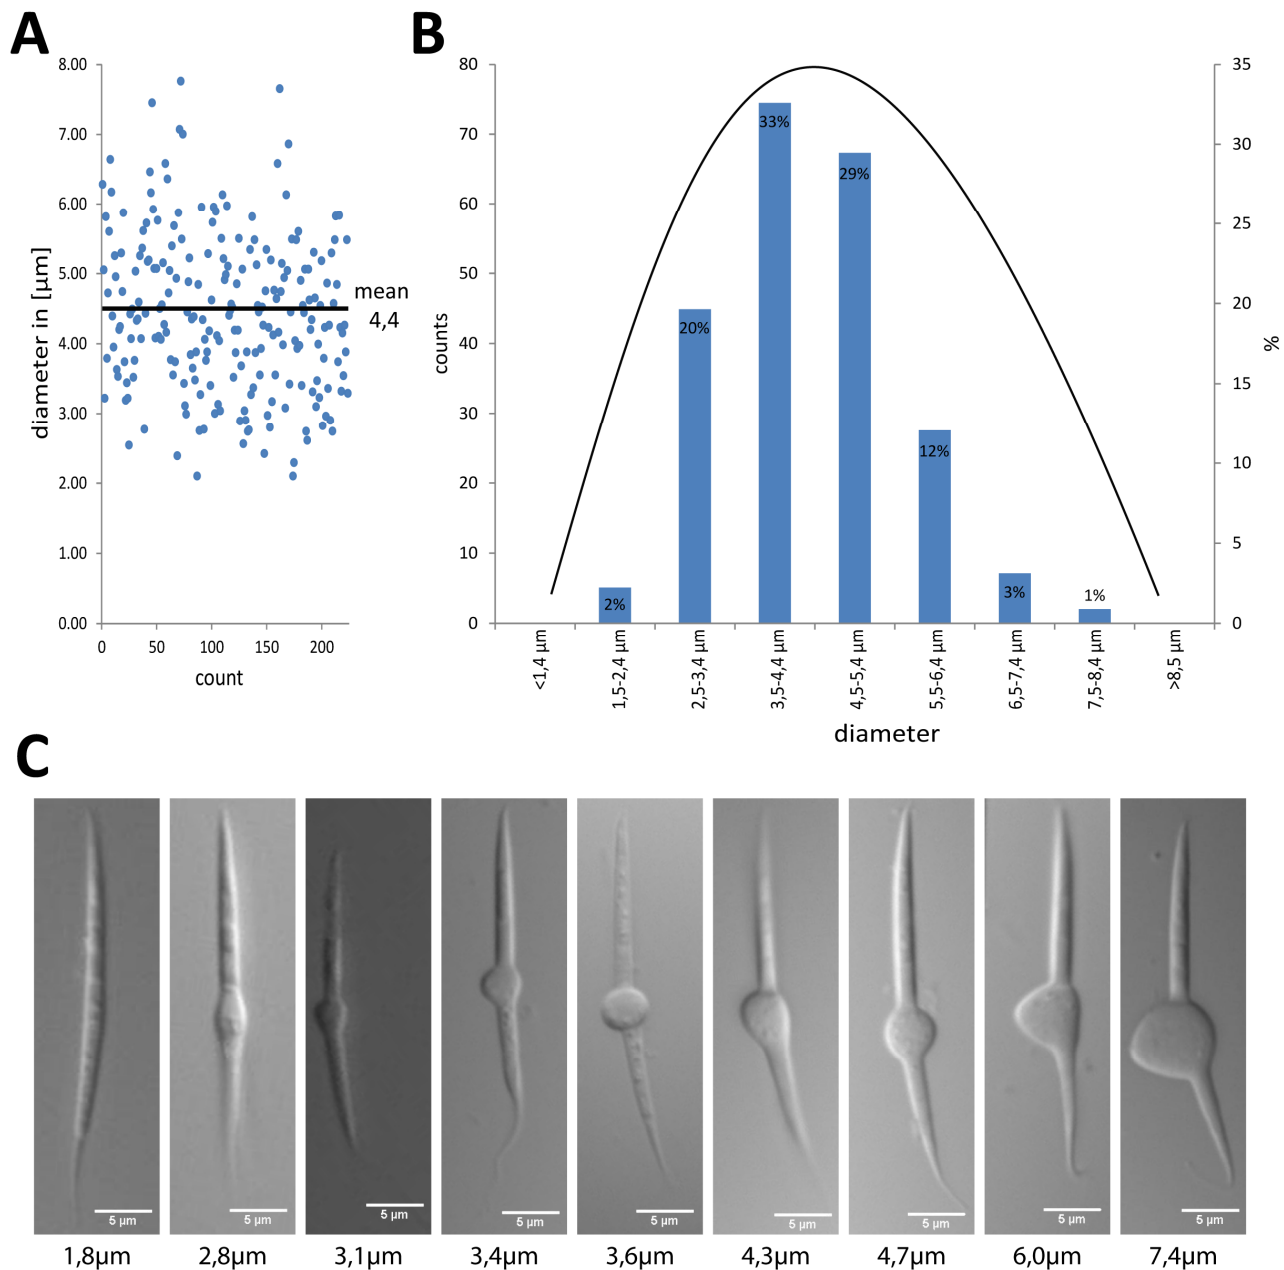 A
B
8.00
7.00
6.00
5.00
4.00
3.00
2.00
1.00
0.00
diameter in [µm]
0 50 100 150 200
count
mean
4,4
80
70
60
50
40
30
20
10
0
counts
35
30
25
20
15
10
5
0
%
2%
20%
33%
29%
12%
3%
1%
<1,4 µm
1,5-2,4 µm
2,5-3,4 µm
3,5-4,4 µm
4,5-5,4 µm
5,5-6,4 µm
6,5-7,4 µm
7,5-8,4 µm
>8,5 µm
diameter
C
5 µm 5 µm 5 µm 5 µm 5 µm 5 µm 5 µm 5 µm 5 µm
1,8µm 2,8µm 3,1µm 3,4µm 3,6µm 4,3µm 4,7µm 6,0µm 7,4µm